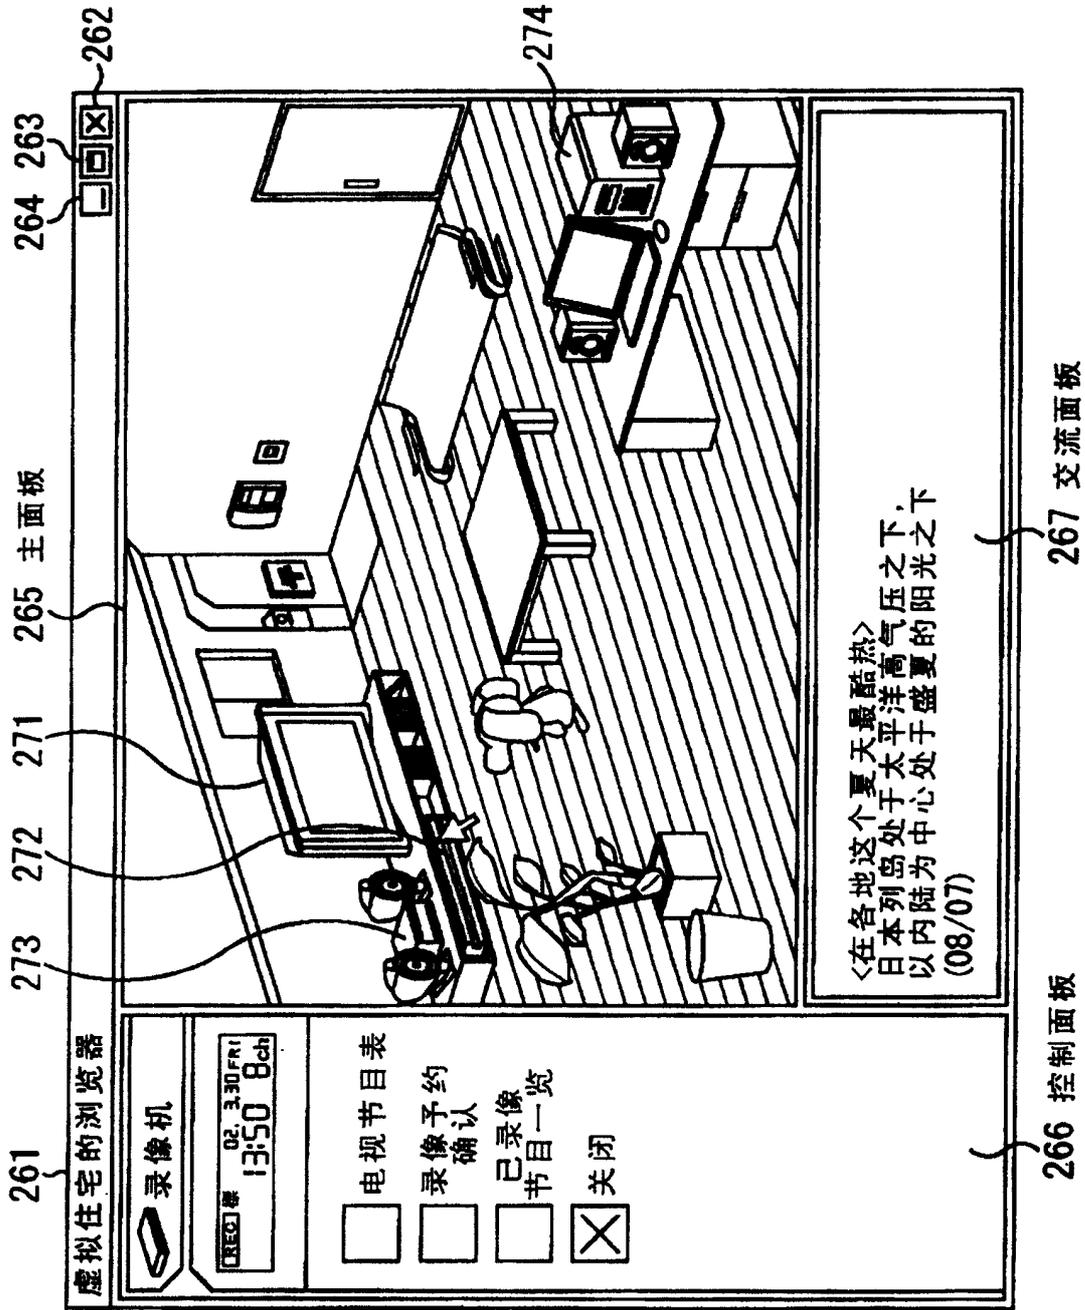 261
虚拟住宅的浏览器
273
272
271
265 主面板
264
263
262
274
录像机
REC 標 02. 3.30 FRI
13:50 8ch
电视节目表
录像予约
确认
已录像
节目一览
关闭
<在各地这个夏天最酷热>
日本列岛处于太平洋高气压之下,
以内陆为中心处于盛夏的阳光之下
(08/07)
266 控制面板
267 交流面板